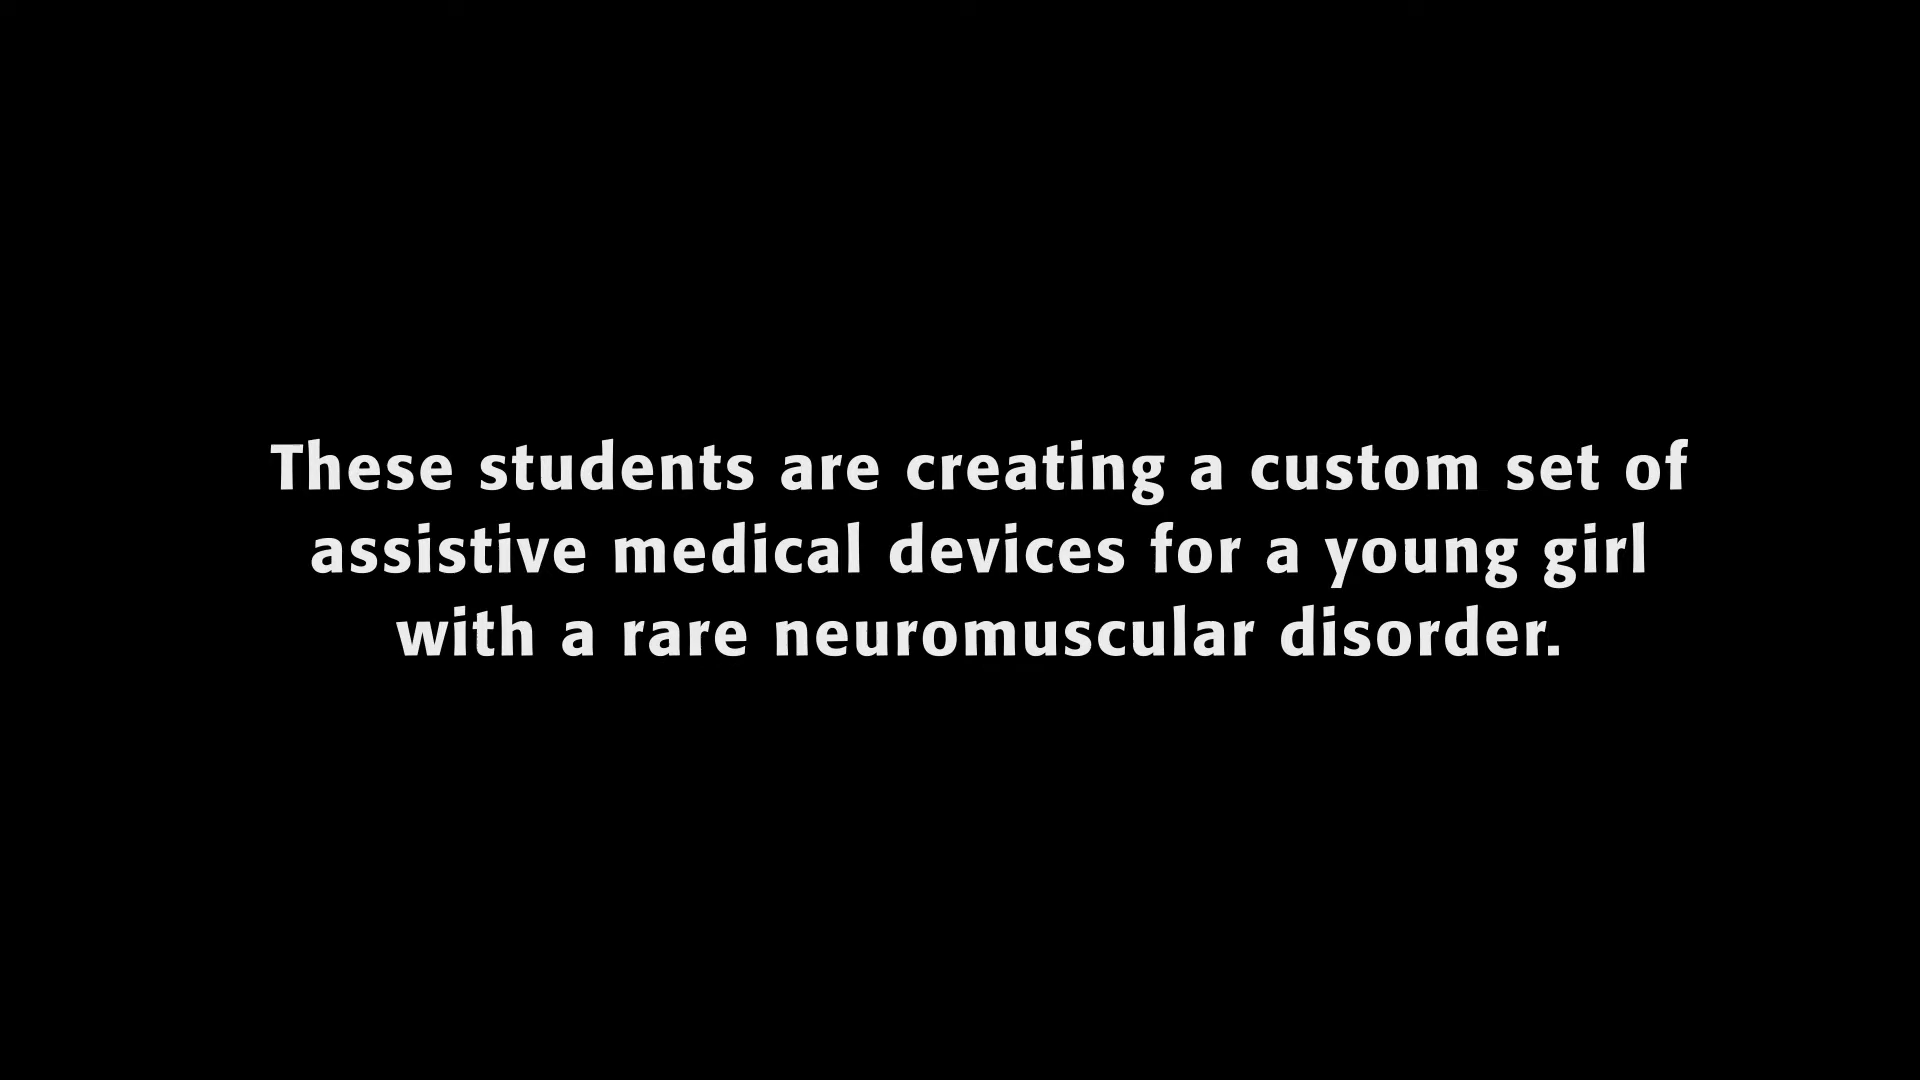 These students are creating a custom set of
assistive medical devices for a young girl
with a rare neuromuscular disorder.